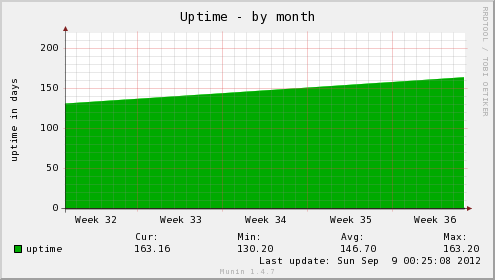 Uptime - by month
RRDTOOL / TOBI OETIKER
uptime in days
200
150
100
50
0
Week 32 Week 33 Week 34 Week 35 Week 36
Cur: Min: Avg: Max:
uptime 163.16 130.20 146.70 163.20
Last update: Sun Sep 9 00:25:08 2012
Munin 1.4.7